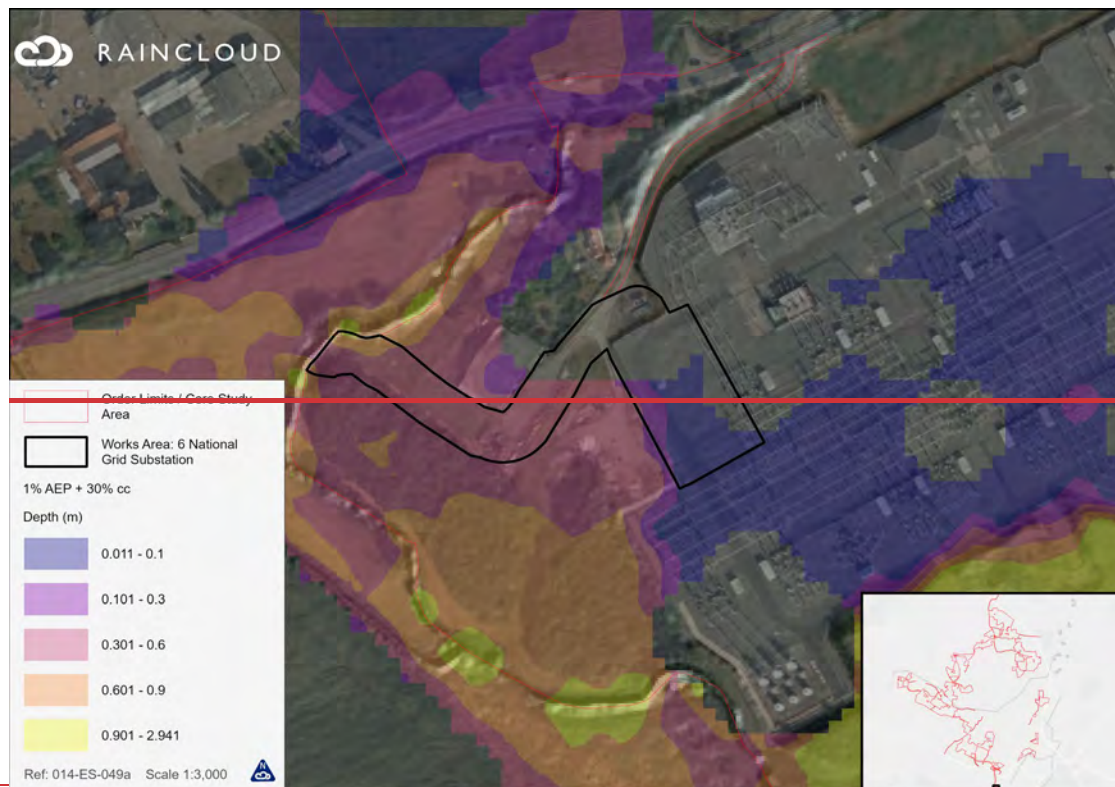 RAINCLOUD
Order Limits / Core Study
Area
Works Area: 6 National
Grid Substation
1% AEP + 30% cc
Depth (m)
0.011 - 0.1
0.101 - 0.3
0.301 - 0.6
0.601 - 0.9
0.901 - 2.941
Ref: 014-ES-049a Scale 1:3,000
N